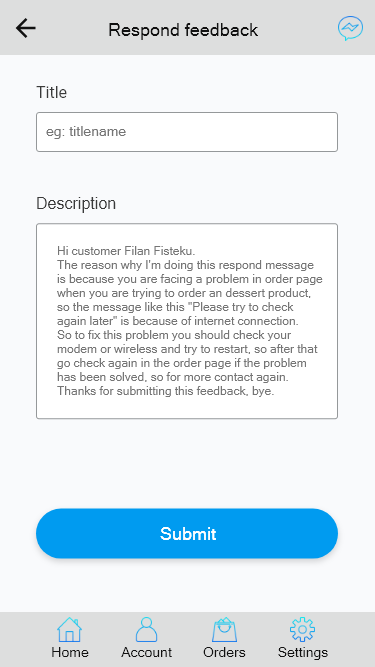 Respond feedback
Title
eg: titlename
Description
Hi customer Filan Fisteku.
The reason why I'm doing this respond message
is because you are facing a problem in order page
when you are trying to order an dessert product,
so the message like this "Please try to check
again later" is because of internet connection.
So to fix this problem you should check your
modem or wireless and try to restart, so after that
go check again in the order page if the problem
has been solved, so for more contact again.
Thanks for submitting this feedback, bye.
Submit
Home Account Orders Settings